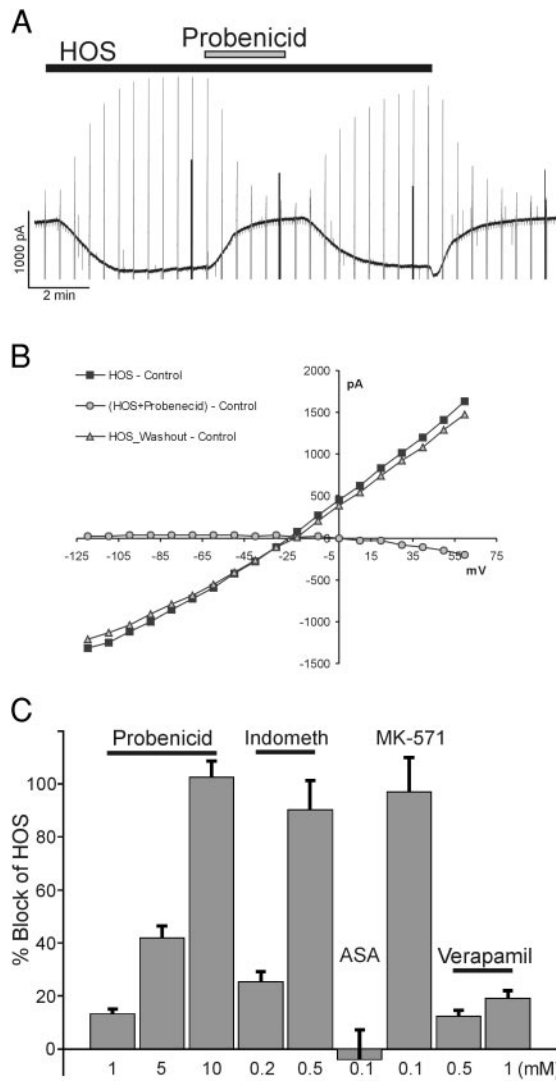 A
Probenicid
HOS
1000 pA
2 min
B
HOS - Control
(HOS+Probenecid) - Control
HOS_Washout - Control
pA
2000
1500
1000
500
0
-500
-1000
-1500
-125 -105 -85 -65 -45 -25 -5 15 35 55 75
mV
C
Probenicid Indometh MK-571
ASA
Verapamil
% Block of HOS
100
80
60
40
20
0
1 5 10 0.2 0.5 0.1 0.1 0.5 1 (mM)